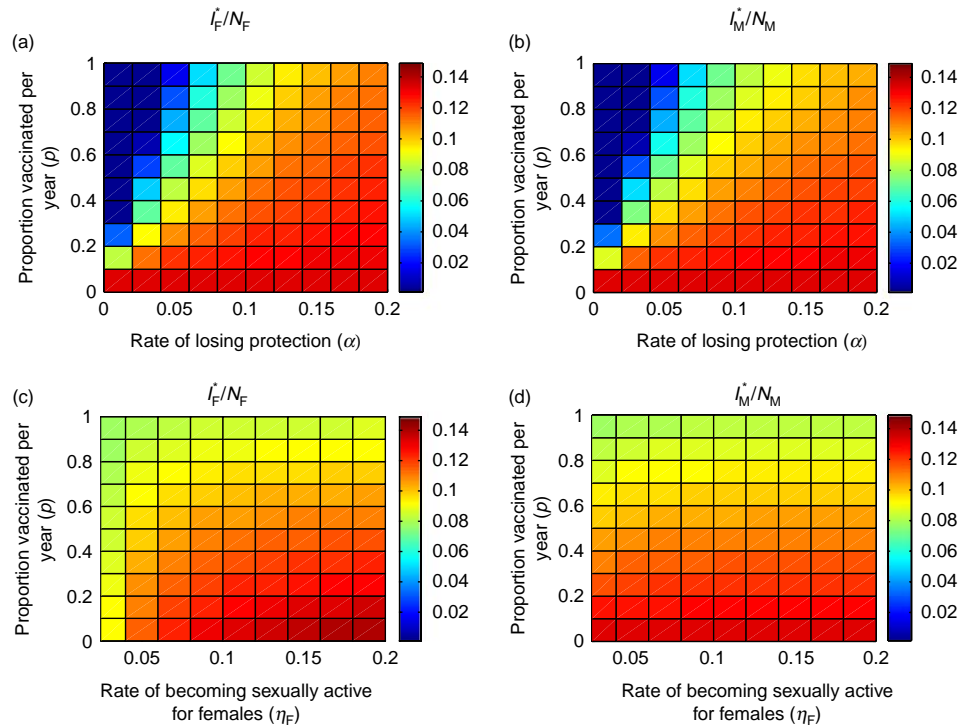 (a)
I*F/NF
Proportion vaccinated per
year (p)
1
0.8
0.6
0.4
0.2
0
0 0.05 0.1 0.15 0.2
Rate of losing protection (α)
0.14
0.12
0.1
0.08
0.06
0.04
0.02
(b)
I*M/NM
Proportion vaccinated per
year (p)
1
0.8
0.6
0.4
0.2
0
0 0.05 0.1 0.15 0.2
Rate of losing protection (α)
0.14
0.12
0.1
0.08
0.06
0.04
0.02
(c)
I*F/NF
Proportion vaccinated per
year (p)
1
0.8
0.6
0.4
0.2
0
0.05 0.1 0.15 0.2
Rate of becoming sexually active
for females (ηF)
0.14
0.12
0.1
0.08
0.06
0.04
0.02
(d)
I*M/NM
Proportion vaccinated per
year (p)
1
0.8
0.6
0.4
0.2
0
0.05 0.1 0.15 0.2
Rate of becoming sexually active
for females (ηF)
0.14
0.12
0.1
0.08
0.06
0.04
0.02